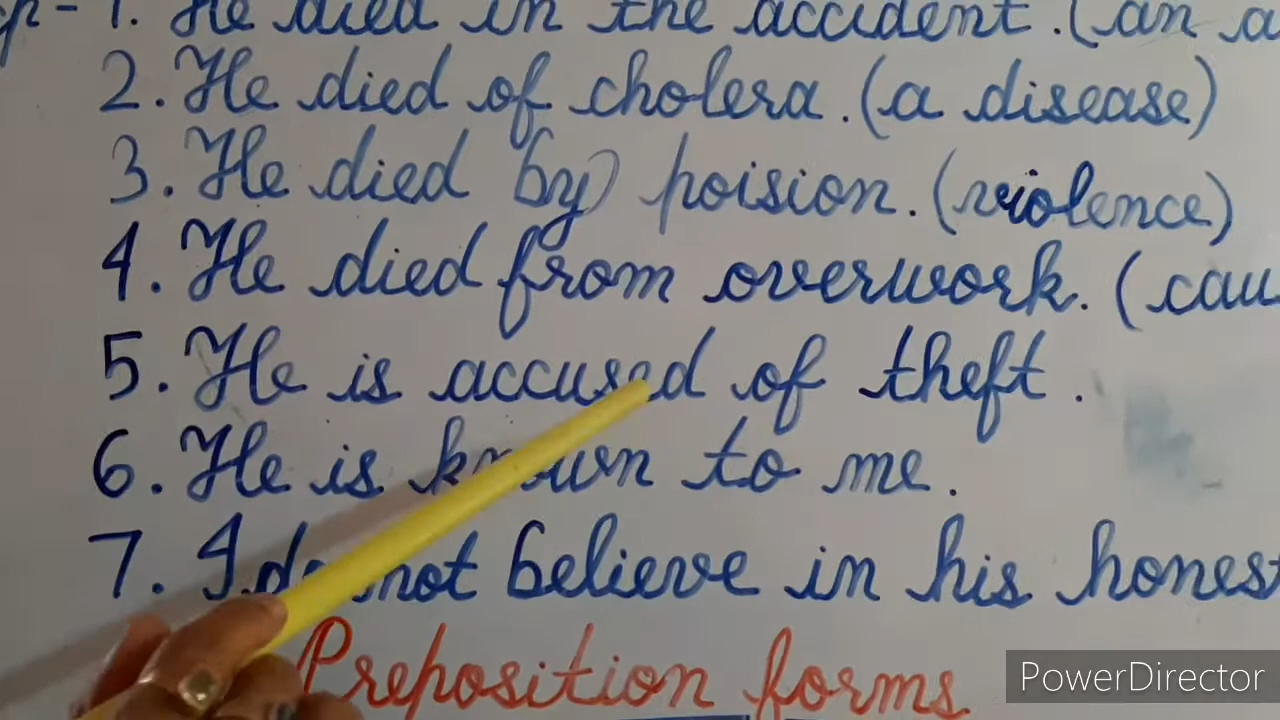 1. He died in the accident. (an a
2. He died of cholera. (a disease)
3. He died by poision. (violence)
4. He died from overwork. (cau
5. He is accused of theft.
6. He is known to me.
7. I do not believe in his honest
Preposition forms
PowerDirector